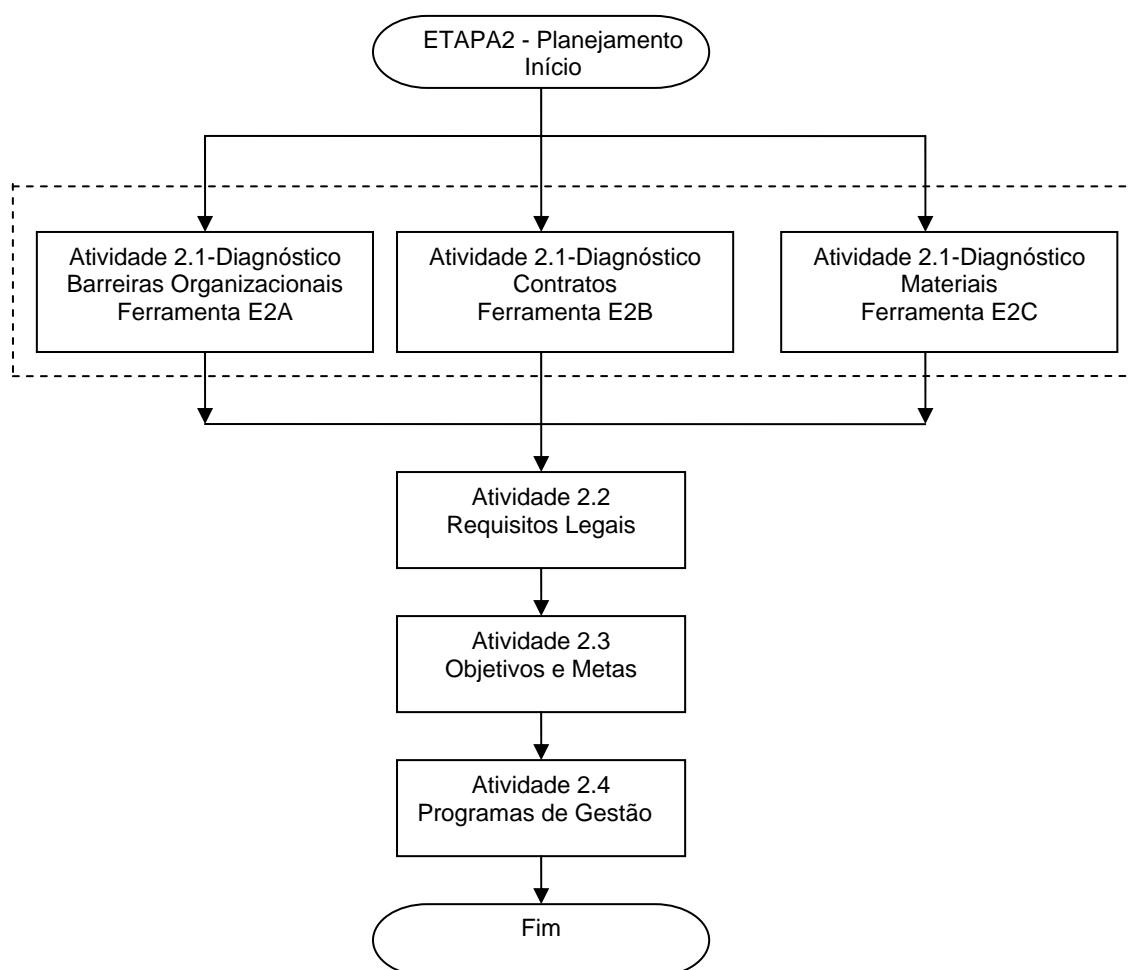 ETAPA2 - Planejamento
Início
Atividade 2.1-Diagnóstico
Barreiras Organizacionais
Ferramenta E2A
Atividade 2.1-Diagnóstico
Contratos
Ferramenta E2B
Atividade 2.1-Diagnóstico
Materiais
Ferramenta E2C
Atividade 2.2
Requisitos Legais
Atividade 2.3
Objetivos e Metas
Atividade 2.4
Programas de Gestão
Fim